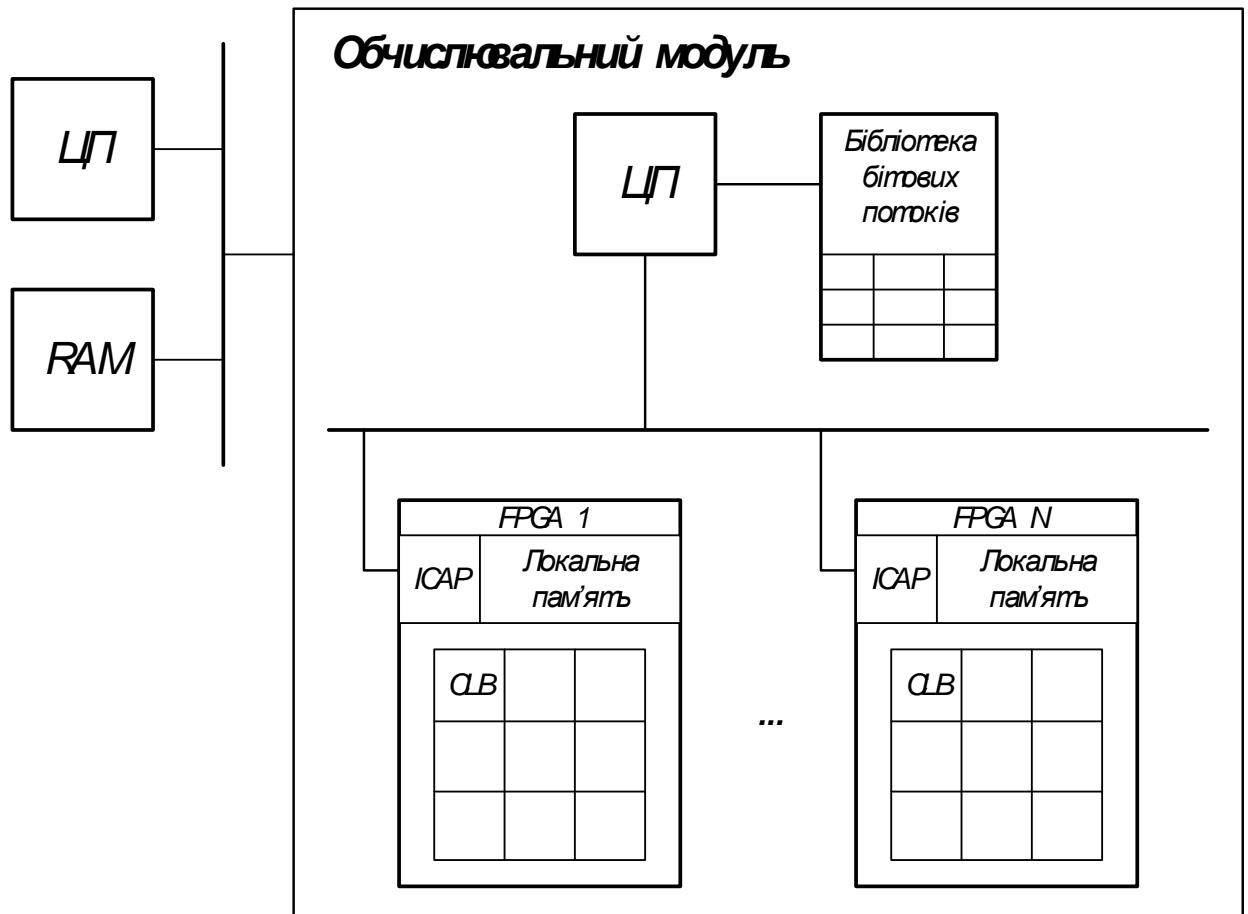 Обчислювальний модуль
ЦП
RAM
ЦП
Бібліотека
бітових
потоків
FPGA 1
ICAP
Локальна
пам'ять
CLB
...
FPGA N
ICAP
Локальна
пам'ять
CLB